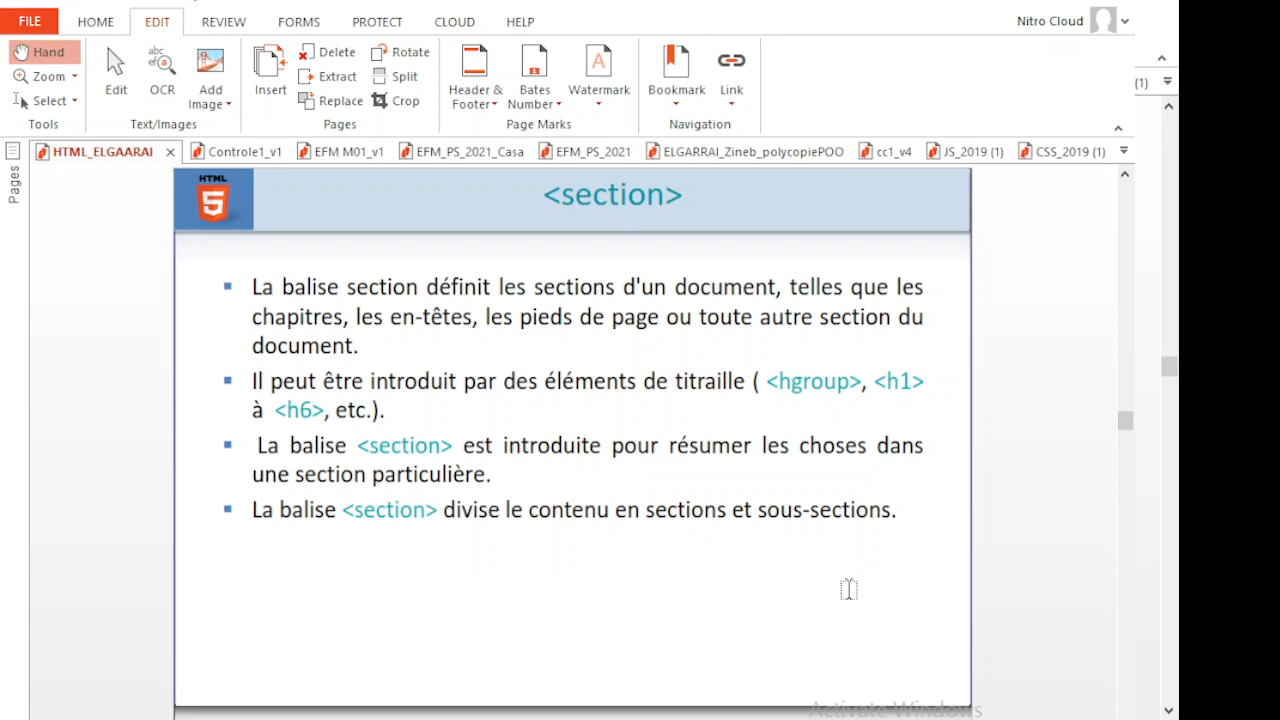 FILE HOME EDIT REVIEW FORMS PROTECT CLOUD HELP Nitro Cloud
Hand
Zoom
Select
Tools
Edit
abc
OCR
Add
Image
Text/Images
Insert
Delete
Extract
Replace
Rotate
Split
Crop
Pages
Header &
Footer
Bates
Number
Watermark
Page Marks
Bookmark
Link
Navigation
(1)
Pages
HTML_ELGAARAI Controle1_v1 EFM M01_v1 EFM_PS_2021_Casa EFM_PS_2021 ELGARRAI_Zineb_polycopiePOO cc1_v4 JS_2019 (1) CSS_2019 (1)
HTML
5
<section>
La balise section définit les sections d'un document, telles que les
chapitres, les en-têtes, les pieds de page ou toute autre section du
document.
Il peut être introduit par des éléments de titraille ( <hgroup>, <h1>
à <h6>, etc.).
La balise <section> est introduite pour résumer les choses dans
une section particulière.
La balise <section> divise le contenu en sections et sous-sections.
Activate Windows